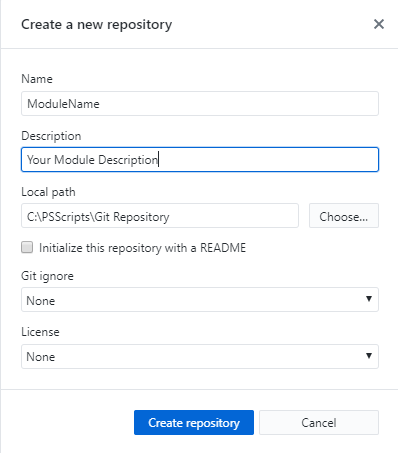 Create a new repository
Name
ModuleName
Description
Your Module Description
Local path
C:\PSScripts\Git Repository
Choose...
Initialize this repository with a README
Git ignore
None
License
None
Create repository
Cancel